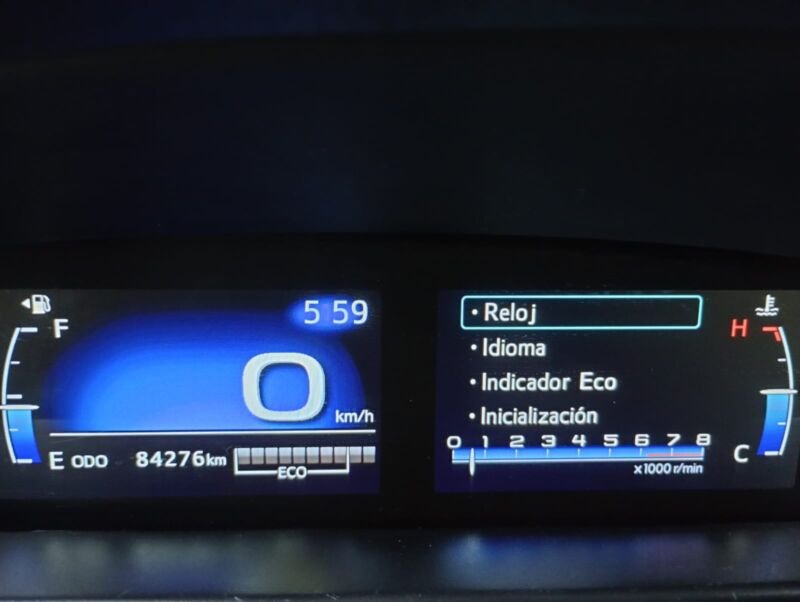 F
5 59
0
km/h
E ODO 84276km
ECO
• Reloj
• Idioma
• Indicador Eco
• Inicialización
0 1 2 3 4 5 6 7 8
x1000 r/min
H
C